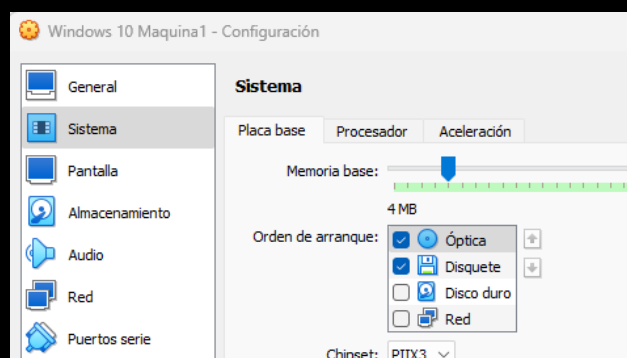 Windows 10 Maquina1 - Configuración
General
Sistema
Pantalla
Almacenamiento
Audio
Red
Puertos serie
Sistema
Placa base Procesador Aceleración
Memoria base:
4 MB
Orden de arranque:
Óptica
Disquete
Disco duro
Red
Chipset: PIIX3